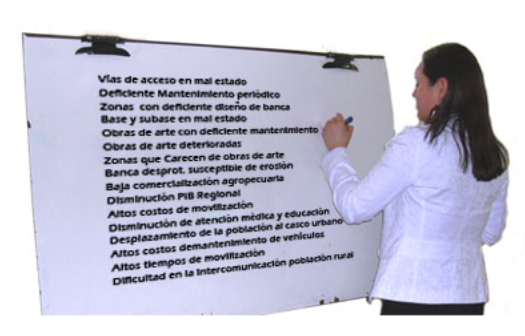 Vías de acceso en mal estado
Deficiente Mantenimiento periódico
Zonas con deficiente diseño de banca
Base y subase en mal estado
Obras de arte con deficiente mantenimiento
Obras de arte deterioradas
Zonas que Carecen de obras de arte
Banca desprot. susceptible de erosión
Baja comercialización agropecuaria
Disminución PIB Regional
Altos costos de movilización
Disminución de atención mèdica y educación
Desplazamiento de la población al casco urbano
Altos costos demantenimiento de vehículos
Altos tiempos de movilización
Dificultad en la Intercomunicación población rural